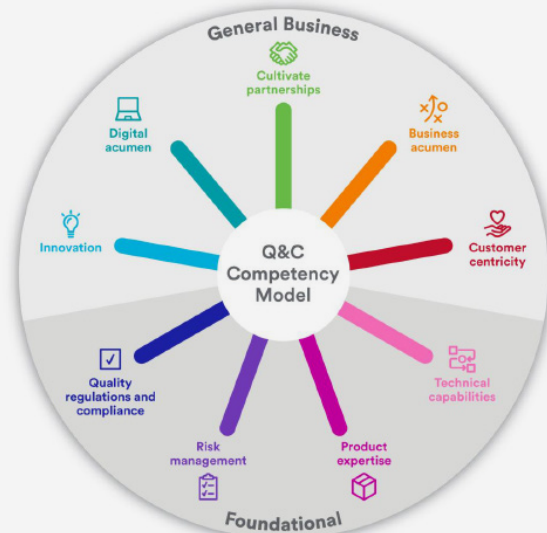 General Business
Cultivate
partnerships
Digital
acumen
Business
acumen
Innovation
Customer
centricity
Q&C
Competency
Model
Quality
regulations and
compliance
Technical
capabilities
Risk
management
Product
expertise
Foundational